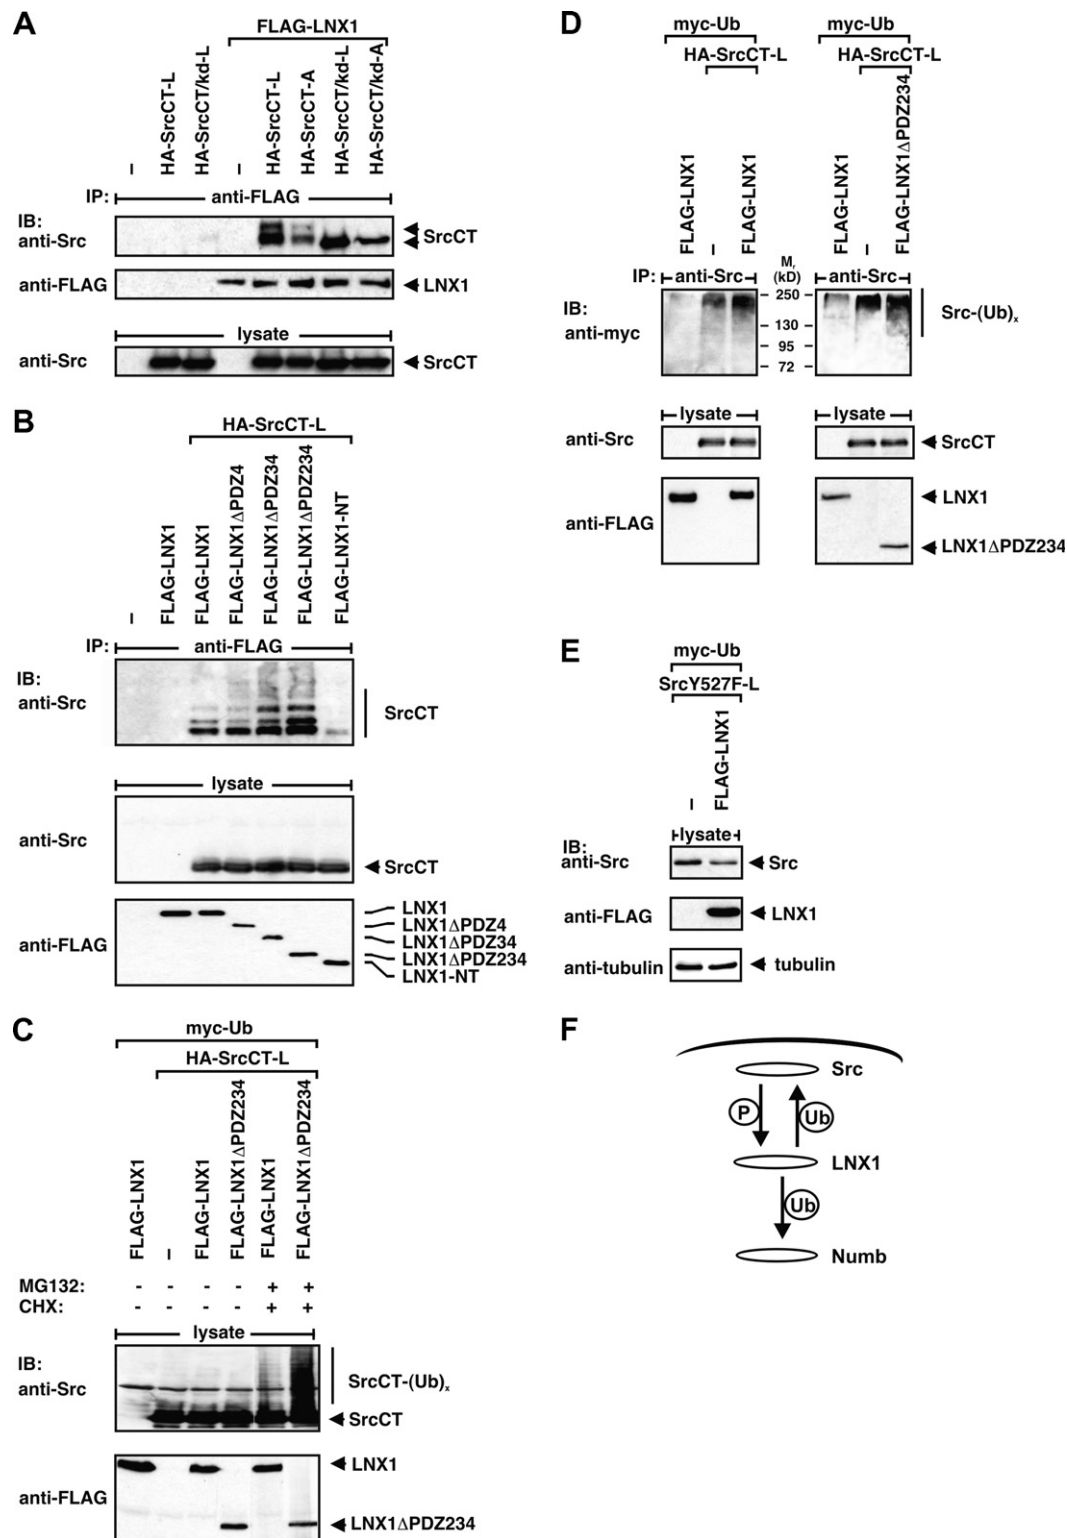 A
FLAG-LNX1
–
HA-SrcCT-L
HA-SrcCT/kd-L
–
HA-SrcCT-L
HA-SrcCT-A
HA-SrcCT/kd-L
HA-SrcCT/kd-A
IP: anti-FLAG
IB:
anti-Src
SrcCT
anti-FLAG
LNX1
lysate
anti-Src
SrcCT
B
HA-SrcCT-L
–
FLAG-LNX1
FLAG-LNX1
FLAG-LNX1ΔPDZ4
FLAG-LNX1ΔPDZ34
FLAG-LNX1ΔPDZ234
FLAG-LNX1-NT
IP: anti-FLAG
IB:
anti-Src
SrcCT
lysate
anti-Src
SrcCT
anti-FLAG
LNX1
LNX1ΔPDZ4
LNX1ΔPDZ34
LNX1ΔPDZ234
LNX1-NT
C
myc-Ub
HA-SrcCT-L
FLAG-LNX1
–
FLAG-LNX1
FLAG-LNX1ΔPDZ234
FLAG-LNX1
FLAG-LNX1ΔPDZ234
MG132: - - - - + +
CHX: - - - - + +
lysate
IB:
anti-Src
SrcCT-(Ub)x
SrcCT
anti-FLAG
LNX1
LNX1ΔPDZ234
D
myc-Ub
HA-SrcCT-L
FLAG-LNX1
–
FLAG-LNX1
myc-Ub
HA-SrcCT-L
FLAG-LNX1
–
FLAG-LNX1ΔPDZ234
IP: anti-Src
Mr
(kD)
anti-Src
IB:
anti-myc
250
130
95
72
Src-(Ub)x
lysate
lysate
anti-Src
SrcCT
anti-FLAG
LNX1
LNX1ΔPDZ234
E
myc-Ub
SrcY527F-L
–
FLAG-LNX1
lysate
IB:
anti-Src
Src
anti-FLAG
LNX1
anti-tubulin
tubulin
F
Src
P
Ub
LNX1
Ub
Numb